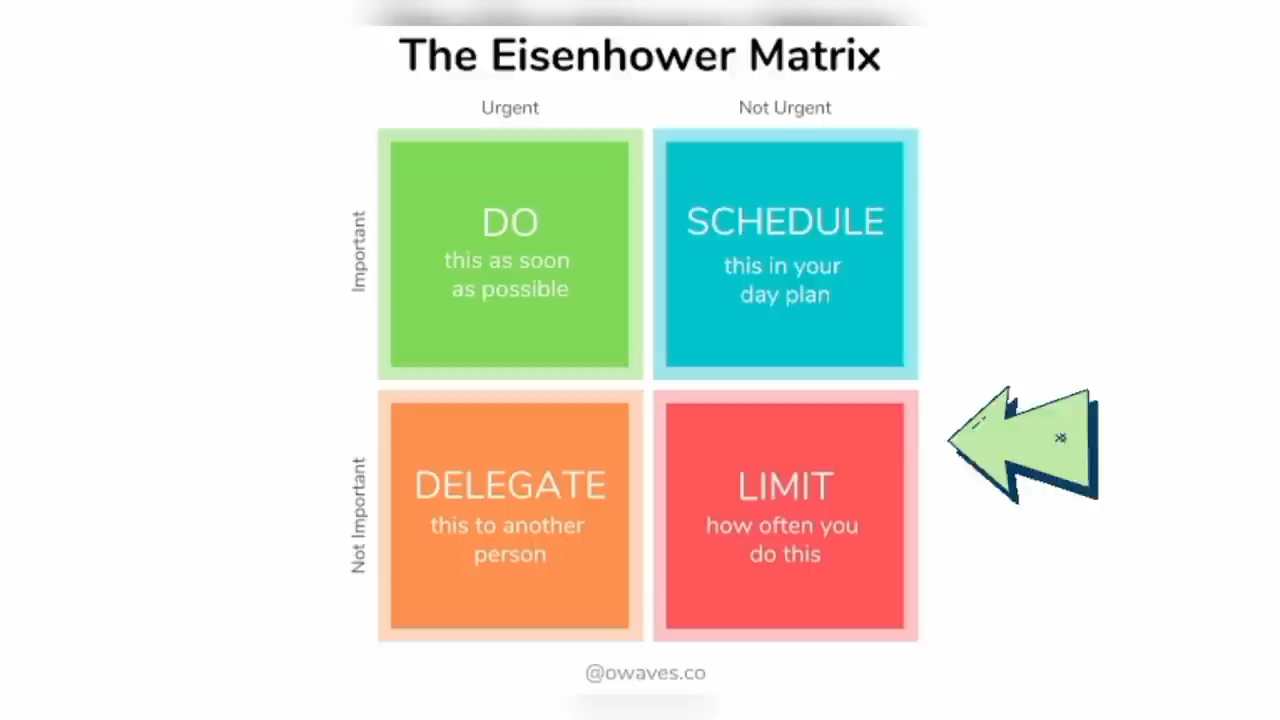 The Eisenhower Matrix
Urgent
Not Urgent
Important
DO
this as soon
as possible
SCHEDULE
this in your
day plan
Not Important
DELEGATE
this to another
person
LIMIT
how often you
do this
@owaves.co